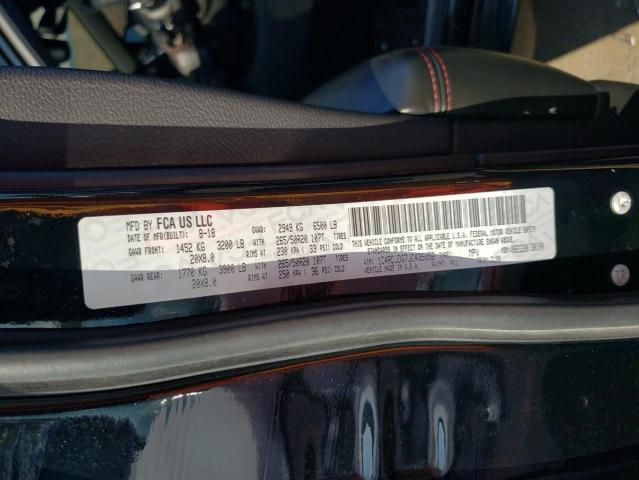 MFD BY FCA US LLC
DATE OF MFR(BUILT): 8-18 GVWR: 2949 KG 6500 LB
GAWR FRONT: 1452 KG 3200 LB WITH: 265/50R20 107T TIRES
20X8.0 RIMS AT: 230 KPA 33 PSI COLD
GAWR REAR: 1770 KG 3900 LB WITH: 265/50R20 107T TIRES
20X8.0 RIMS AT: 250 KPA 36 PSI COLD
THIS VEHICLE CONFORMS TO ALL APPLICABLE U.S.A. FEDERAL MOTOR VEHICLE SAFETY
STANDARDS IN EFFECT ON THE DATE OF MANUFACTURE SHOWN ABOVE.
VIN: TYPE: MPV
MADE IN U.S.A. PAINT: PXJ